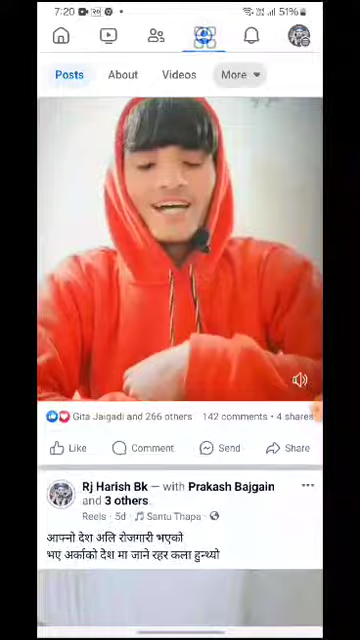 7:20
51%
Posts
About
Videos
More
Gita Jaigadi and 266 others 142 comments • 4 shares
Like
Comment
Send
Share
Rj Harish Bk — with Prakash Bajgain
and 3 others
Reels · 5d · Santu Thapa ·
आफ्नो देश अलि रोजगारी भएको
भए अर्काको देश मा जाने रहर कला हुन्थ्यो